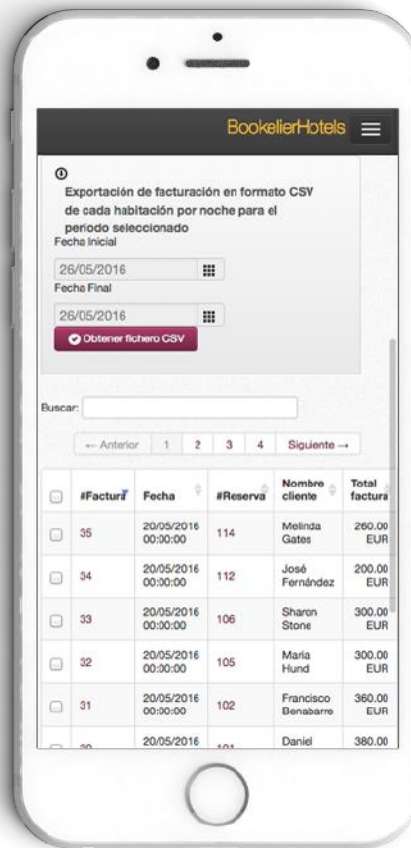 BookelierHotels
Exportación de facturación en formato CSV
de cada habitación por noche para el
periodo seleccionado
Fecha Inicial
26/05/2016
Fecha Final
26/05/2016
Obtener fichero CSV
Buscar:
← Anterior 1 2 3 4 Siguiente →
#Factura Fecha #Reserva Nombre cliente Total factura
35 20/05/2016 00:00:00 114 Melinda Gates 260.00 EUR
34 20/05/2016 00:00:00 112 José Fernández 200.00 EUR
33 20/05/2016 00:00:00 106 Sharon Stone 300.00 EUR
32 20/05/2016 00:00:00 105 Maria Hund 300.00 EUR
31 20/05/2016 00:00:00 102 Francisco Benabarre 360.00 EUR
20/05/2016 Daniel 380.00